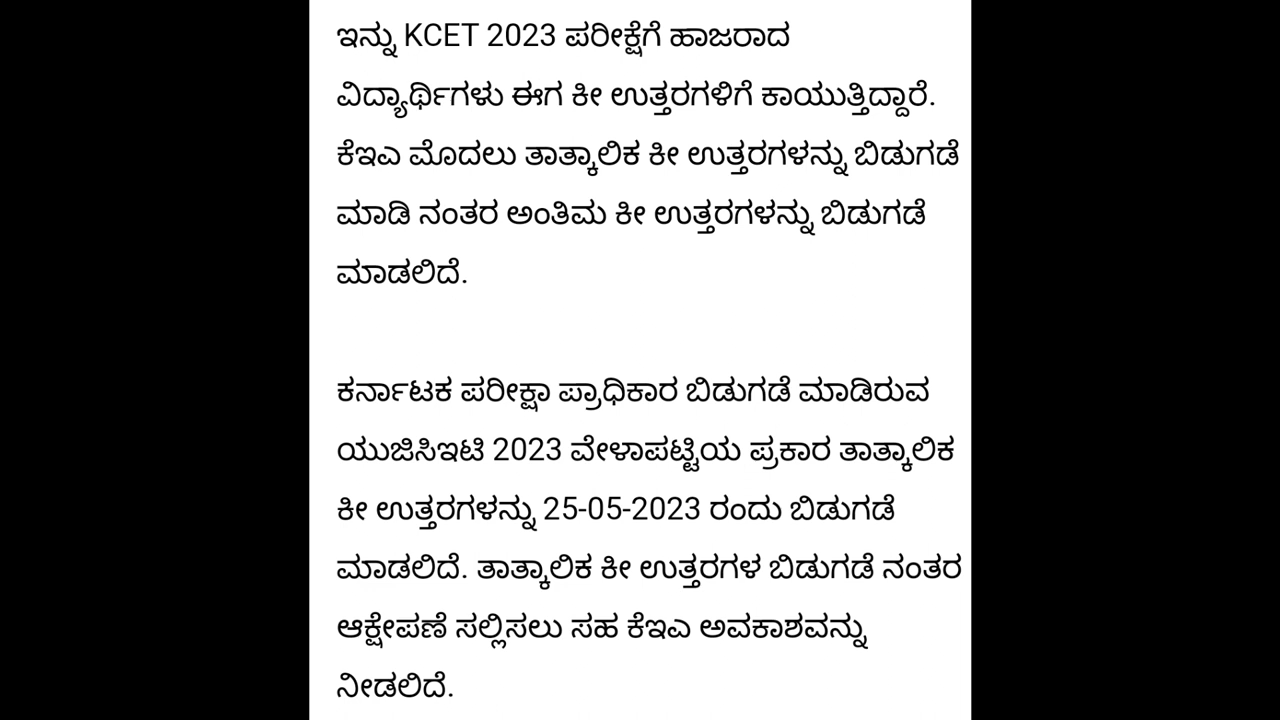 ಇನ್ನು KCET 2023 ಪರೀಕ್ಷೆಗೆ ಹಾಜರಾದ
ವಿದ್ಯಾರ್ಥಿಗಳು ಈಗ ಕೀ ಉತ್ತರಗಳಿಗೆ ಕಾಯುತ್ತಿದ್ದಾರೆ.
ಕೆಇಎ ಮೊದಲು ತಾತ್ಕಾಲಿಕ ಕೀ ಉತ್ತರಗಳನ್ನು ಬಿಡುಗಡೆ
ಮಾಡಿ ನಂತರ ಅಂತಿಮ ಕೀ ಉತ್ತರಗಳನ್ನು ಬಿಡುಗಡೆ
ಮಾಡಲಿದೆ.
ಕರ್ನಾಟಕ ಪರೀಕ್ಷಾ ಪ್ರಾಧಿಕಾರ ಬಿಡುಗಡೆ ಮಾಡಿರುವ
ಯುಜಿಸಿಇಟಿ 2023 ವೇಳಾಪಟ್ಟಿಯ ಪ್ರಕಾರ ತಾತ್ಕಾಲಿಕ
ಕೀ ಉತ್ತರಗಳನ್ನು 25-05-2023 ರಂದು ಬಿಡುಗಡೆ
ಮಾಡಲಿದೆ. ತಾತ್ಕಾಲಿಕ ಕೀ ಉತ್ತರಗಳ ಬಿಡುಗಡೆ ನಂತರ
ಆಕ್ಷೇಪಣೆ ಸಲ್ಲಿಸಲು ಸಹ ಕೆಇಎ ಅವಕಾಶವನ್ನು
ನೀಡಲಿದೆ.